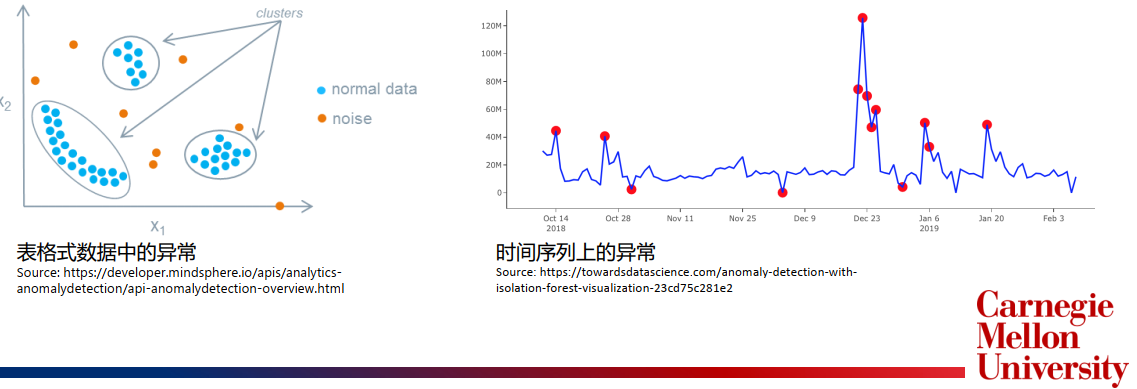 clusters
x2
normal data
noise
x1
表格式数据中的异常
Source: https://developer.mindsphere.io/apis/analytics-
anomalydetection/api-anomalydetection-overview.html
120M
100M
80M
60M
40M
20M
0
Oct 14
2018
Oct 28
Nov 11
Nov 25
Dec 9
Dec 23
Jan 6
2019
Jan 20
Feb 3
时间序列上的异常
Source: https://towardsdatascience.com/anomaly-detection-with-
isolation-forest-visualization-23cd75c281e2
Carnegie
Mellon
University